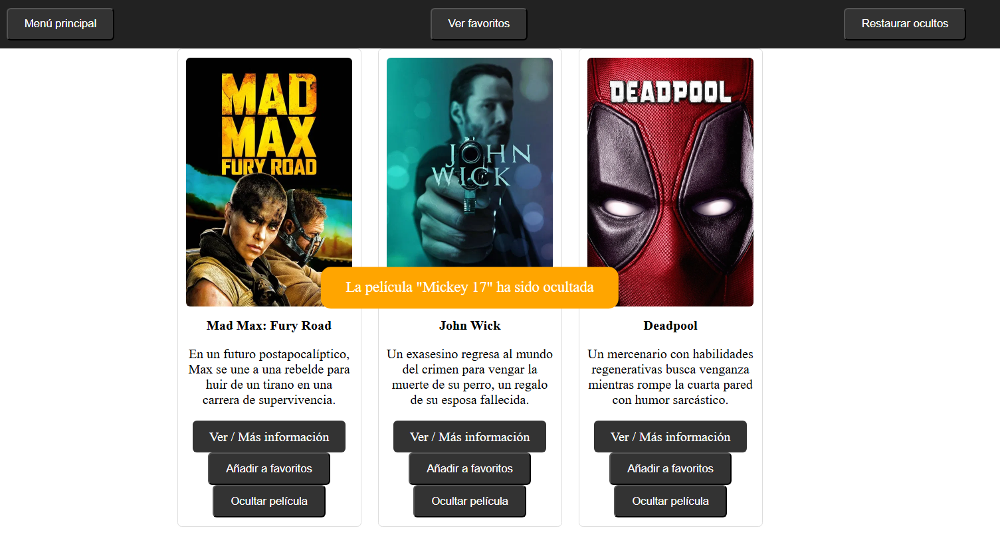 Menú principal
Ver favoritos
Restaurar ocultos
MAD
MAX
FURY ROAD
JOHN
WICK
DEADPOOL
La película "Mickey 17" ha sido ocultada
Mad Max: Fury Road
En un futuro postapocalíptico,
Max se une a una rebelde para
huir de un tirano en una
carrera de supervivencia.
Ver / Más información
Añadir a favoritos
Ocultar película
John Wick
Un exasesino regresa al mundo
del crimen para vengar la
muerte de su perro, un regalo
de su esposa fallecida.
Ver / Más información
Añadir a favoritos
Ocultar película
Deadpool
Un mercenario con habilidades
regenerativas busca venganza
mientras rompe la cuarta pared
con humor sarcástico.
Ver / Más información
Añadir a favoritos
Ocultar película